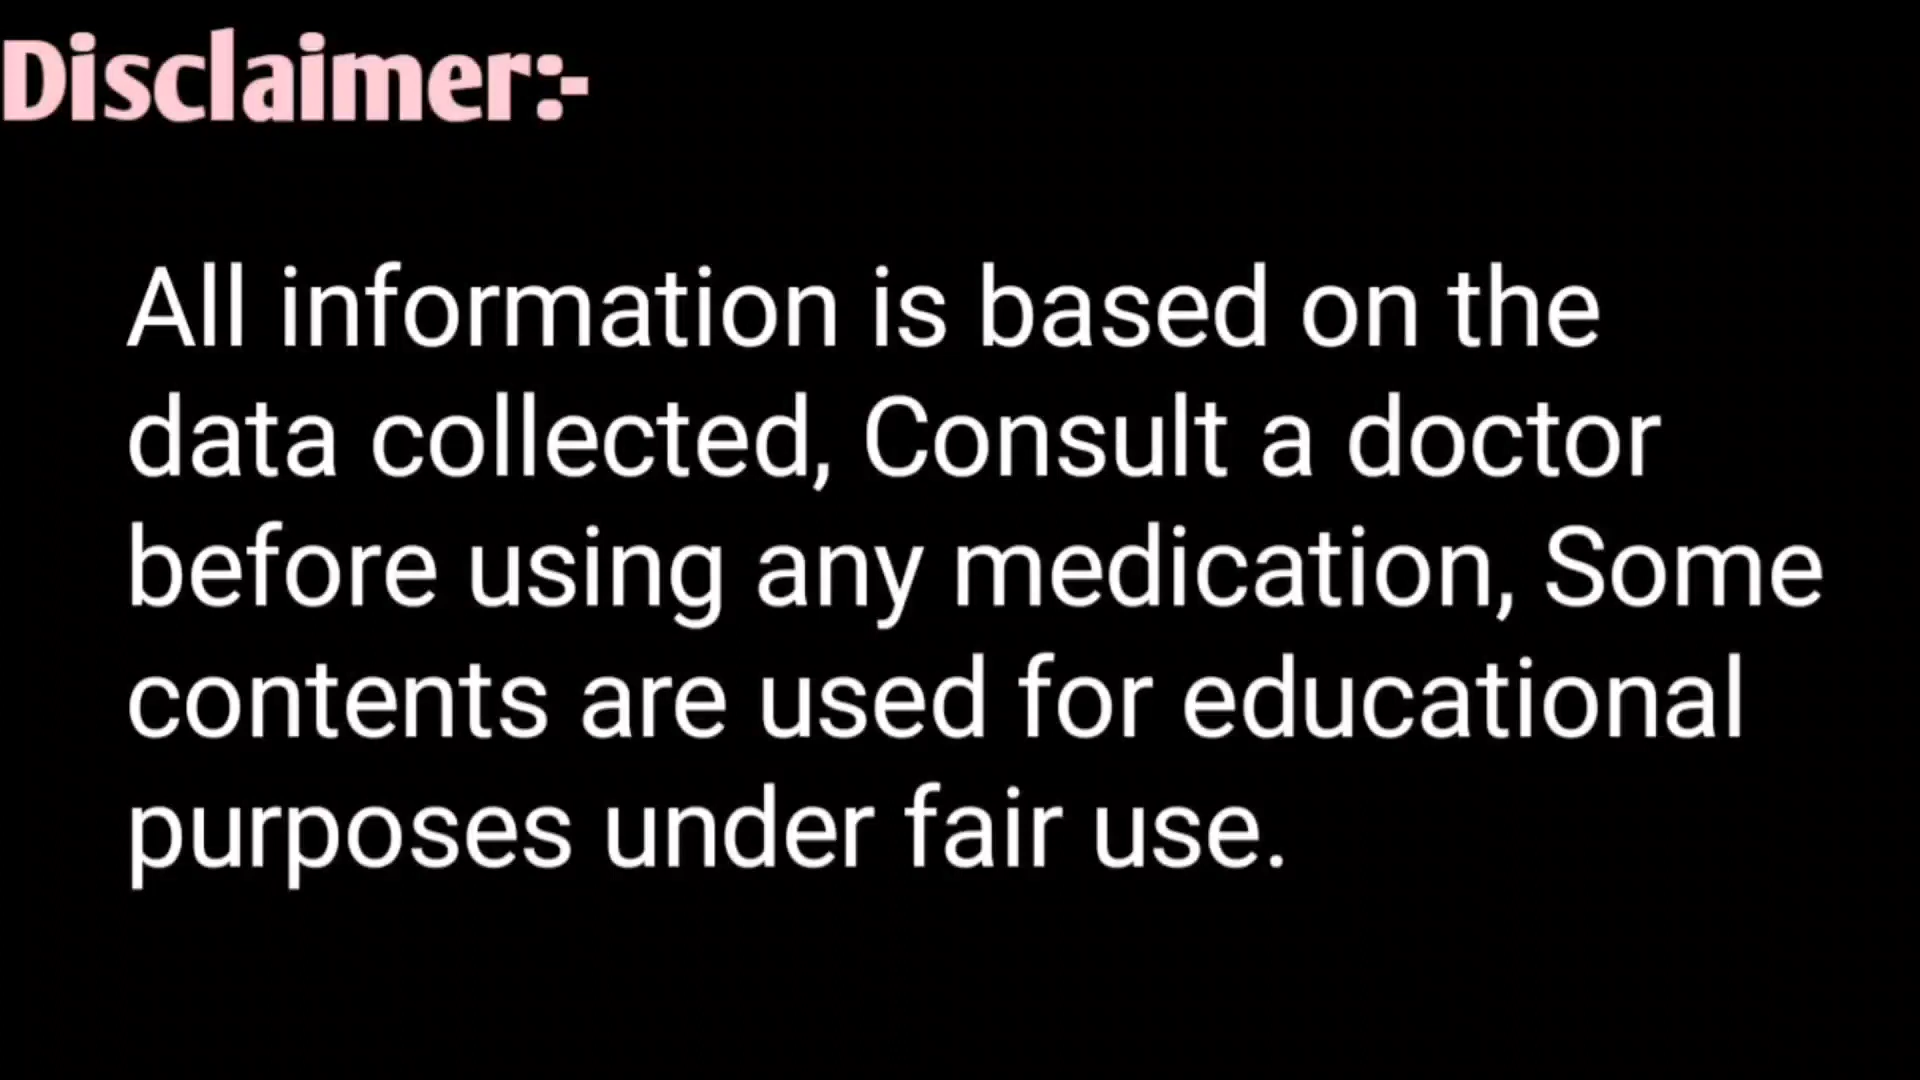 Disclaimer:-
All information is based on the
data collected, Consult a doctor
before using any medication, Some
contents are used for educational
purposes under fair use.